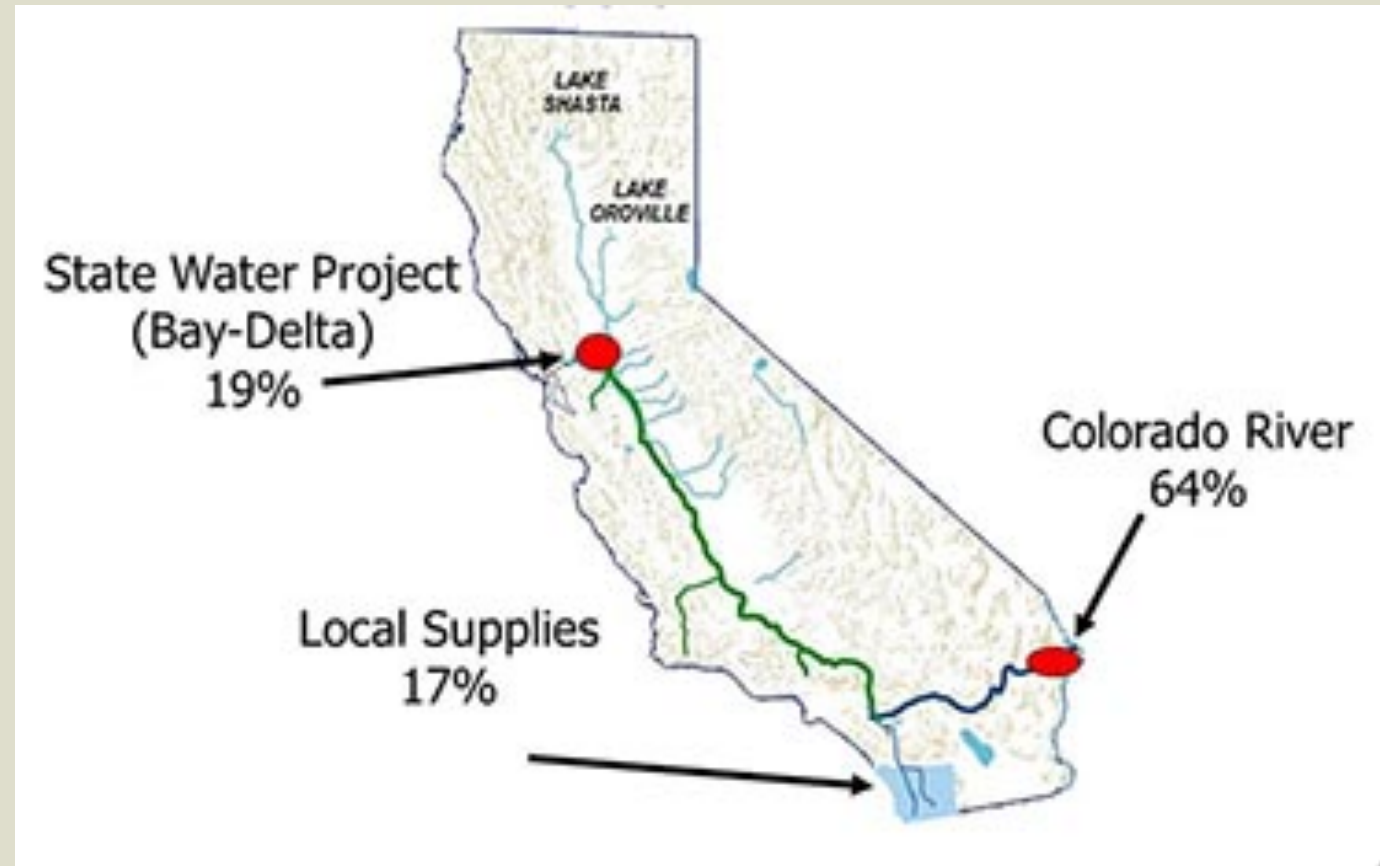 LAKE
SHASTA
LAKE
OROVILLE
State Water Project
(Bay-Delta)
19%
Colorado River
64%
Local Supplies
17%